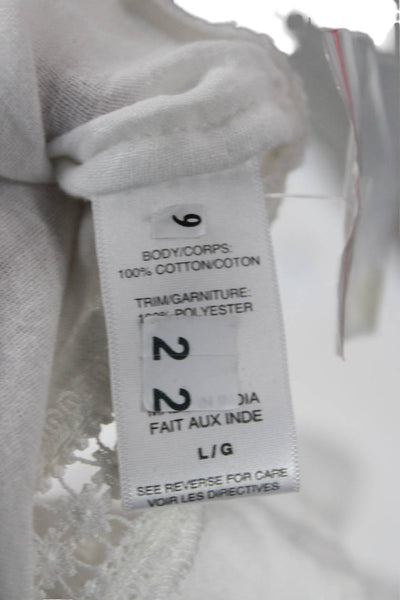 9
BODY/CORPS:
100% COTTON/COTON
TRIM/GARNITURE:
100% POLYESTER
2 2
FAIT AUX INDE
L/G
SEE REVERSE FOR CARE
VOIR LES DIRECTIVES